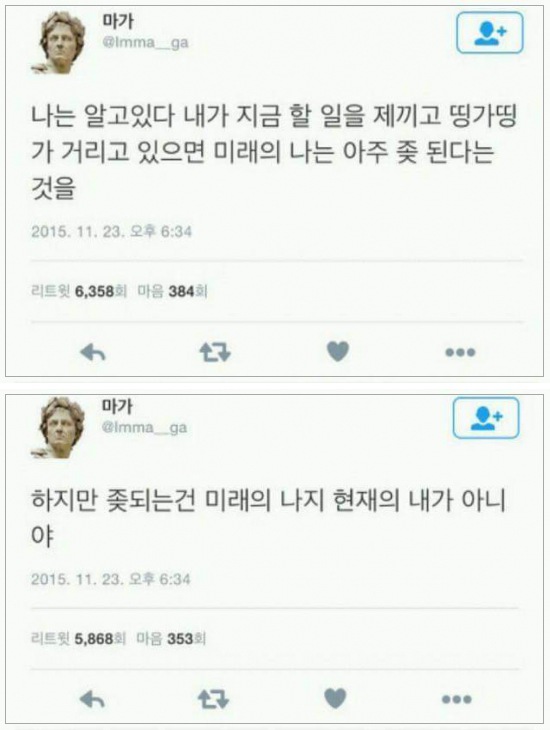 마가
@Imma__ga
나는 알고있다 내가 지금 할 일을 제끼고 띵가띵
가 거리고 있으면 미래의 나는 아주 좆 된다는
것을
2015. 11. 23. 오후 6:34
리트윗 6,358회 마음 384회
마가
@Imma__ga
하지만 좆되는건 미래의 나지 현재의 내가 아니
야
2015. 11. 23. 오후 6:34
리트윗 5,868회 마음 353회